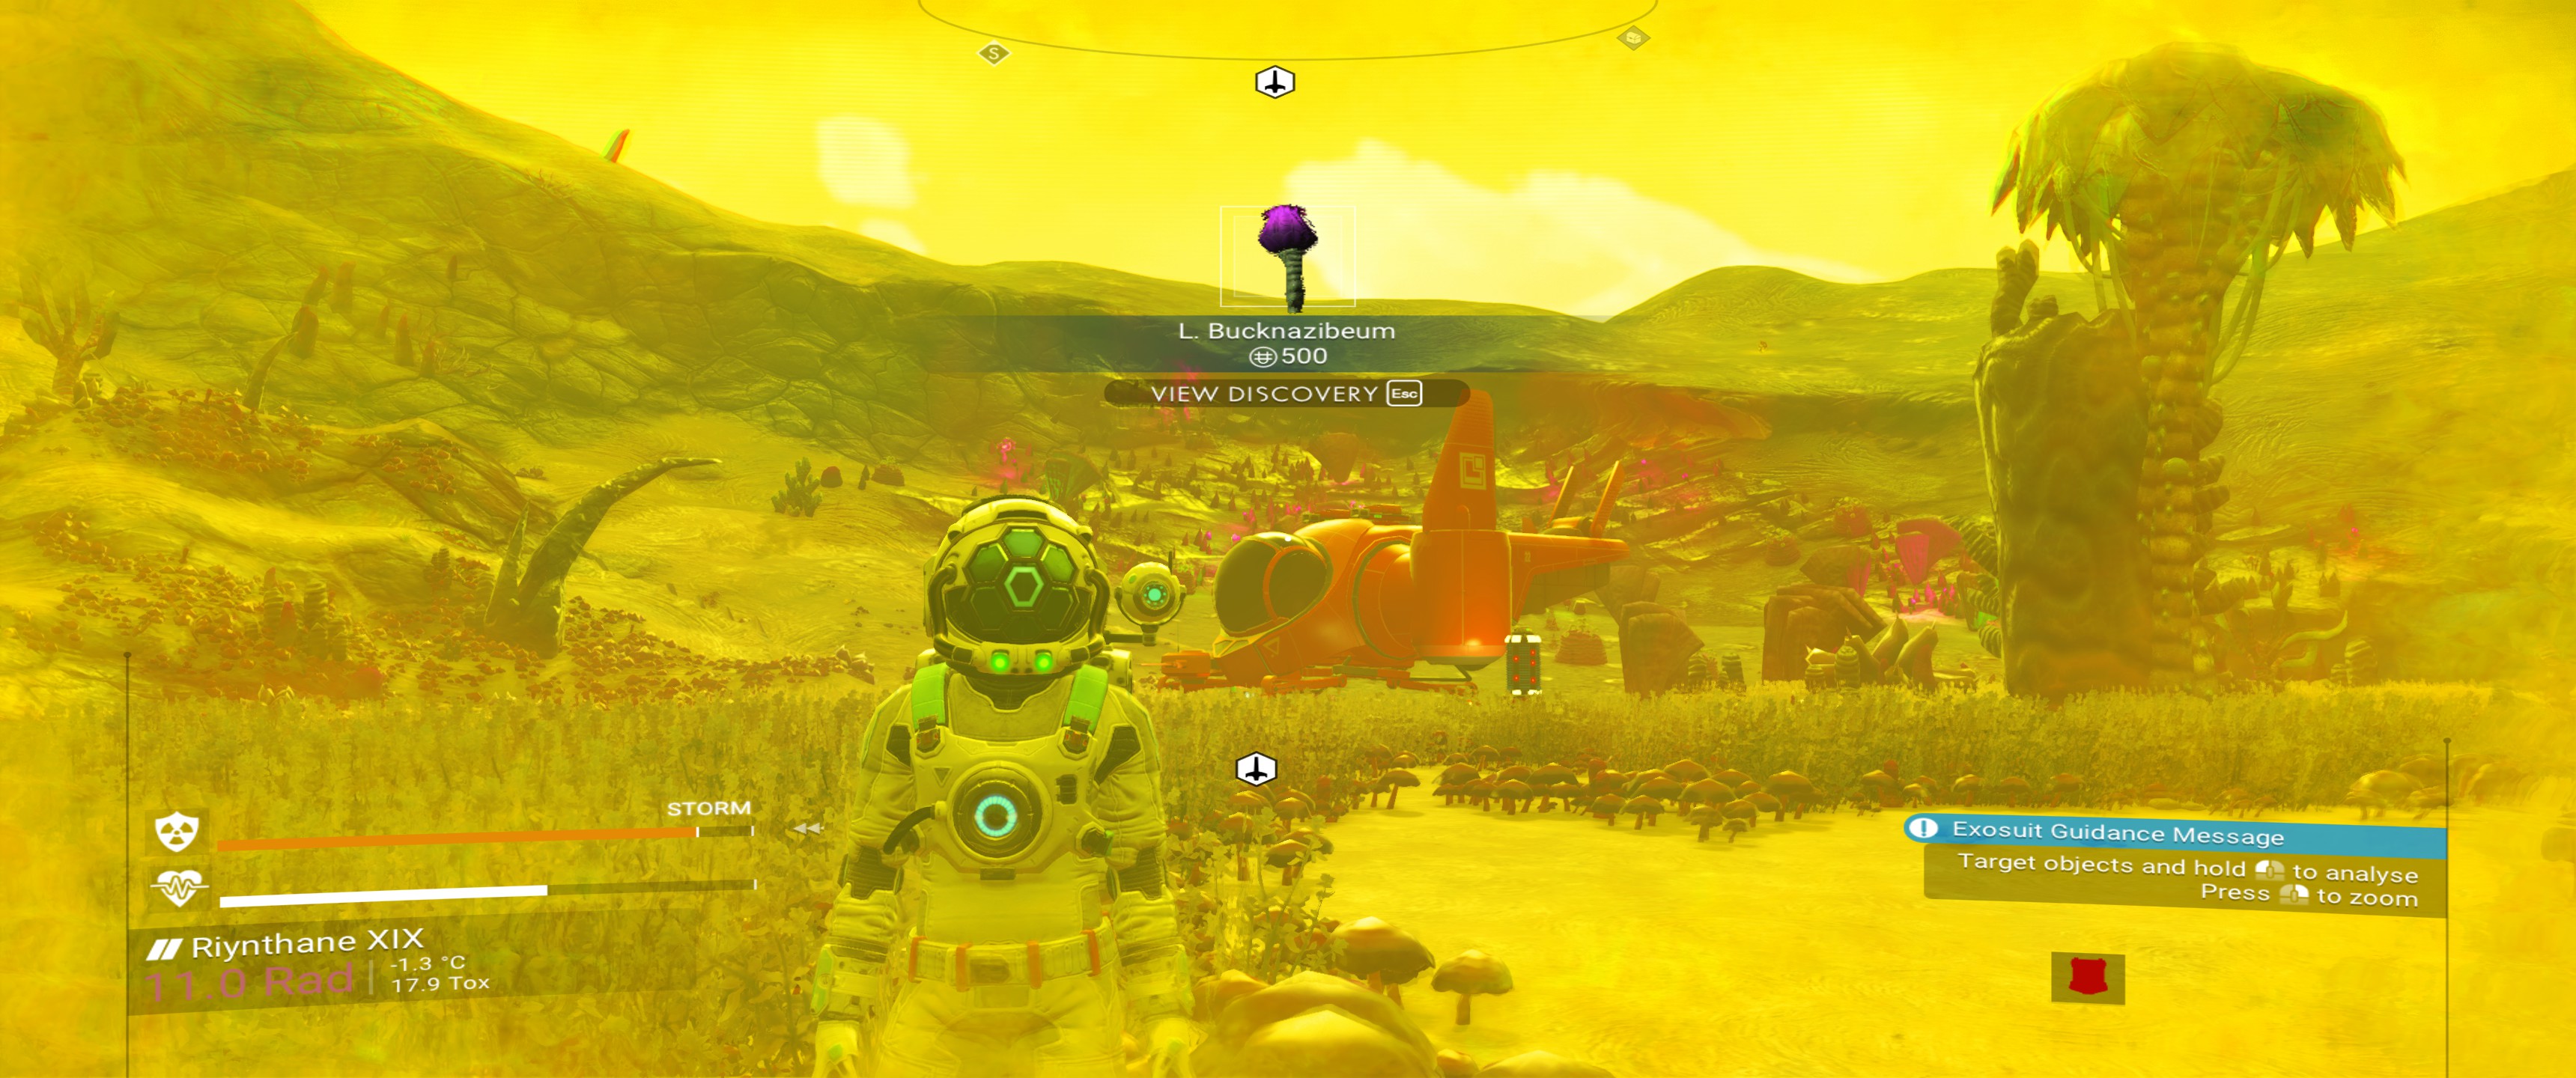 S
L. Bucknazibeum
500
VIEW DISCOVERY Esc
STORM
Riynthane XIX
11.0 Rad
-1.3 °C
17.9 Tox
Exosuit Guidance Message
Target objects and hold to analyse
Press to zoom